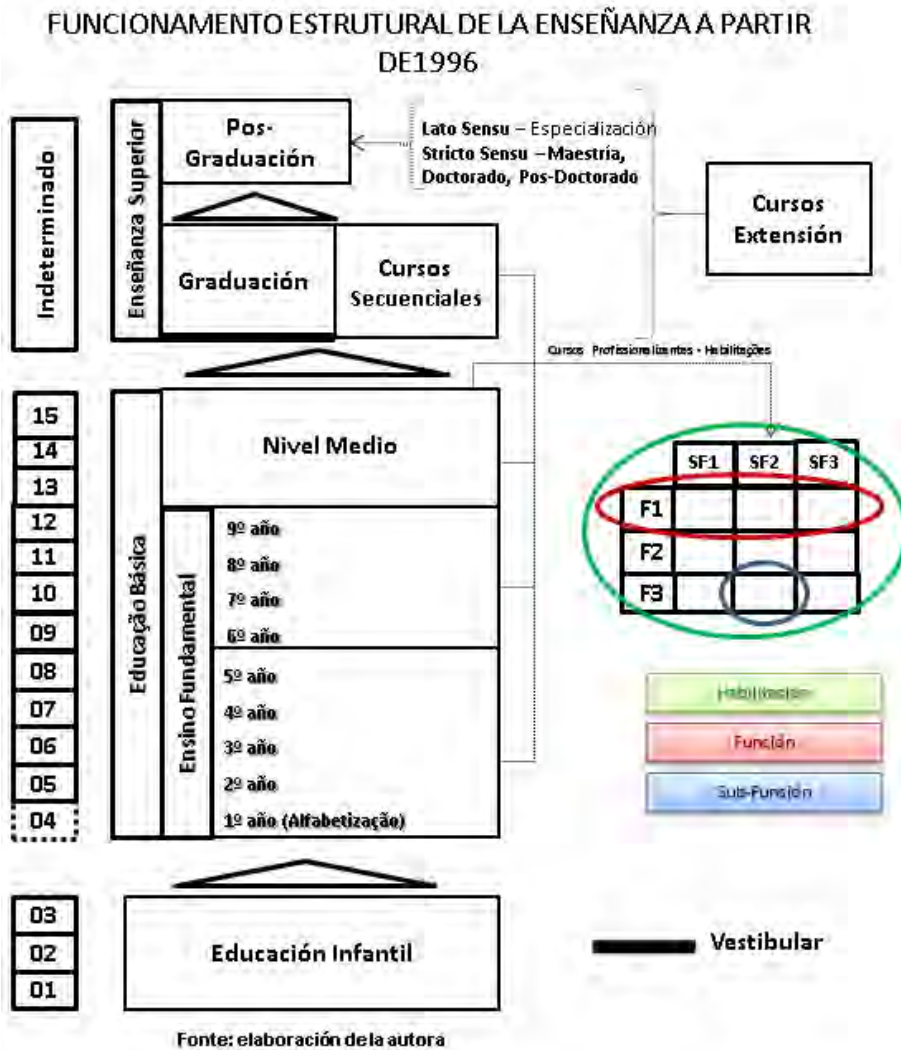 FUNCIONAMENTO ESTRUTURAL DE LA ENSEÑANZA A PARTIR
DE1996
Indeterminado
Enseñanza Superior
Pos-
Graduación
Lato Sensu – Especialización
Stricto Sensu – Maestría,
Doctorado, Pos-Doctorado
Cursos
Extensión
Graduación
Cursos
Secuenciales
Cursos Profissionalizantes - Habilitações
15
14
13
12
11
10
09
08
07
06
05
04
Educação Básica
Nivel Medio
Ensino Fundamental
9º año
8º año
7º año
6º año
5º año
4º año
3º año
2º año
1º año (Alfabetização)
SF1 SF2 SF3
F1
F2
F3
Habilitación
Función
Sub-Función
03
02
01
Educación Infantil
Vestibular
Fonte: elaboración de la autora